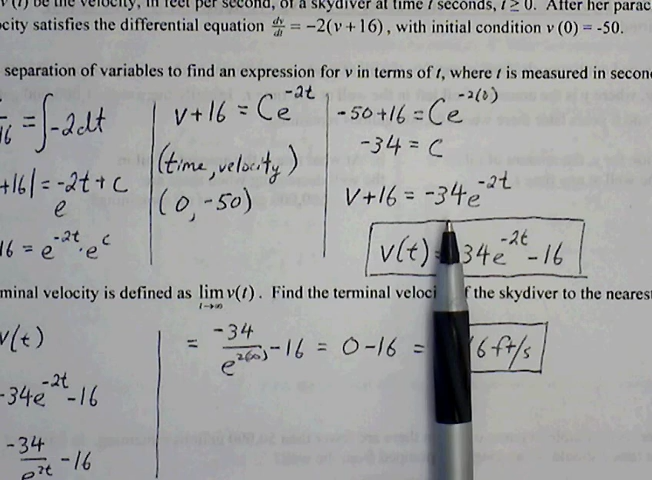 v(t) be the velocity, in feet per second, of a skydiver at time t seconds, t ≥ 0. After her parac
ocity satisfies the differential equation dv/dt = -2(v+16), with initial condition v(0) = -50.
separation of variables to find an expression for v in terms of t, where t is measured in secon
16 = ∫-2dt
+16| = -2t + C
e
16 = e^-2t · e^c
v+16 = Ce^-2t
(time, velocity)
(0, -50)
-50+16 = Ce^-2(0)
-34 = C
v+16 = -34e^-2t
v(t) = 34e^-2t -16
minal velocity is defined as lim t→∞ v(t). Find the terminal veloci f the skydiver to the nearest
v(t)
-34e^-2t -16
-34/e^2t -16
= -34/e^2(∞) -16 = 0-16 = 6 ft/s